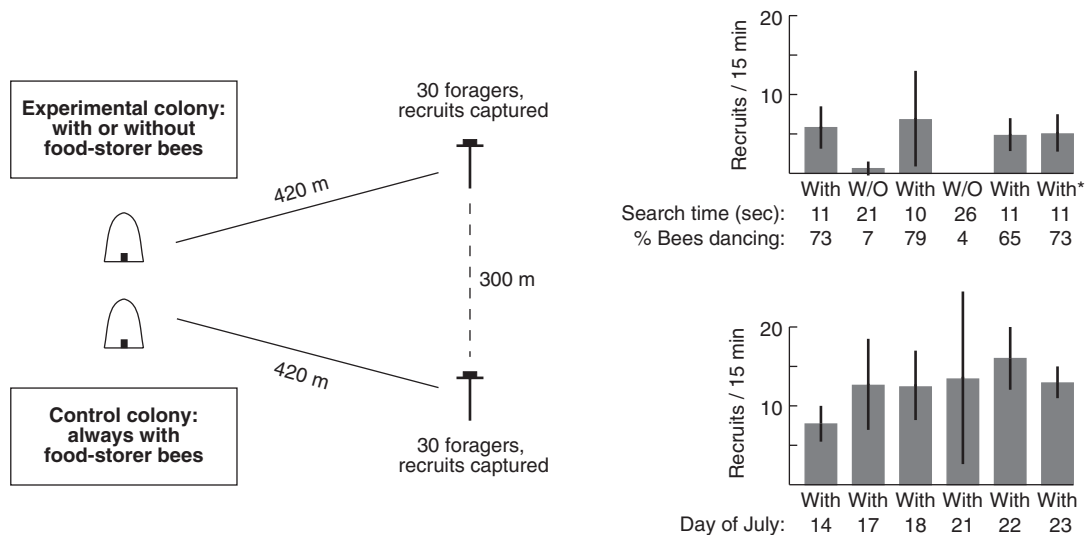 Experimental colony:
with or without
food-storer bees
30 foragers,
recruits captured
420 m
300 m
420 m
Control colony:
always with
food-storer bees
30 foragers,
recruits captured
Recruits / 15 min
20
10
With W/O With W/O With With*
Search time (sec): 11 21 10 26 11 11
% Bees dancing: 73 7 79 4 65 73
Recruits / 15 min
20
10
With With With With With With
Day of July: 14 17 18 21 22 23